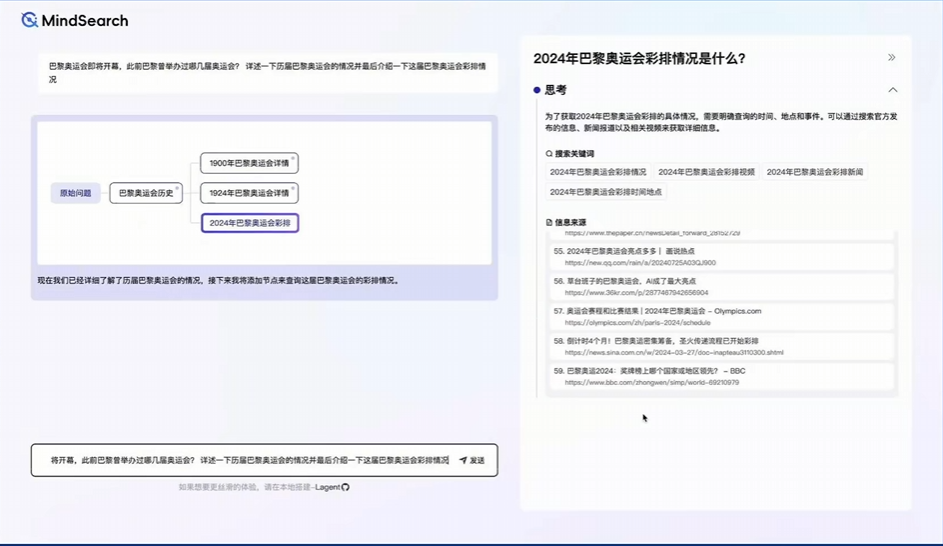 MindSearch
巴黎奥运会即将开幕，此前巴黎曾举办过哪几届奥运会？ 详述一下历届巴黎奥运会的情况并最后介绍一下这届巴黎奥运会彩排情
况
原始问题
巴黎奥运会历史
1900年巴黎奥运会详情
1924年巴黎奥运会详情
2024年巴黎奥运会彩排
现在我们已经详细了解了历届巴黎奥运会的情况，接下来我将添加节点来查询这届巴黎奥运会的彩排情况。
将开幕，此前巴黎曾举办过哪几届奥运会？ 详述一下历届巴黎奥运会的情况并最后介绍一下这届巴黎奥运会彩排情况
发送
如果想要更丝滑的体验，请在本地搭建-Lagent
2024年巴黎奥运会彩排情况是什么？
思考
为了获取2024年巴黎奥运会彩排的具体情况，需要明确查询的时间、地点和事件。可以通过搜索官方发
布的信息、新闻报道以及相关视频来获取详细信息。
搜索关键词
2024年巴黎奥运会彩排情况 2024年巴黎奥运会彩排视频 2024年巴黎奥运会彩排新闻
2024年巴黎奥运会彩排时间地点
信息来源
https://www.thepaper.cn/newsDetail_forward_28152729
55. 2024年巴黎奥运会亮点多多｜ 画说热点
https://new.qq.com/rain/a/20240725A03QJ900
56. 草台班子的巴黎奥运会，AI成了最大亮点
https://www.36kr.com/p/2877467942656904
57. 奥运会赛程和比赛结果 | 2024年巴黎奥运会 - Olympics.com
https://olympics.com/zh/paris-2024/schedule
58. 倒计时4个月！巴黎奥运密集筹备，圣火传递流程已开始彩排
https://news.sina.com.cn/w/2024-03-27/doc-inapteau3110300.shtml
59. 巴黎奥运2024：奖牌榜上哪个国家或地区领先？ - BBC
https://www.bbc.com/zhongwen/simp/world-69210979